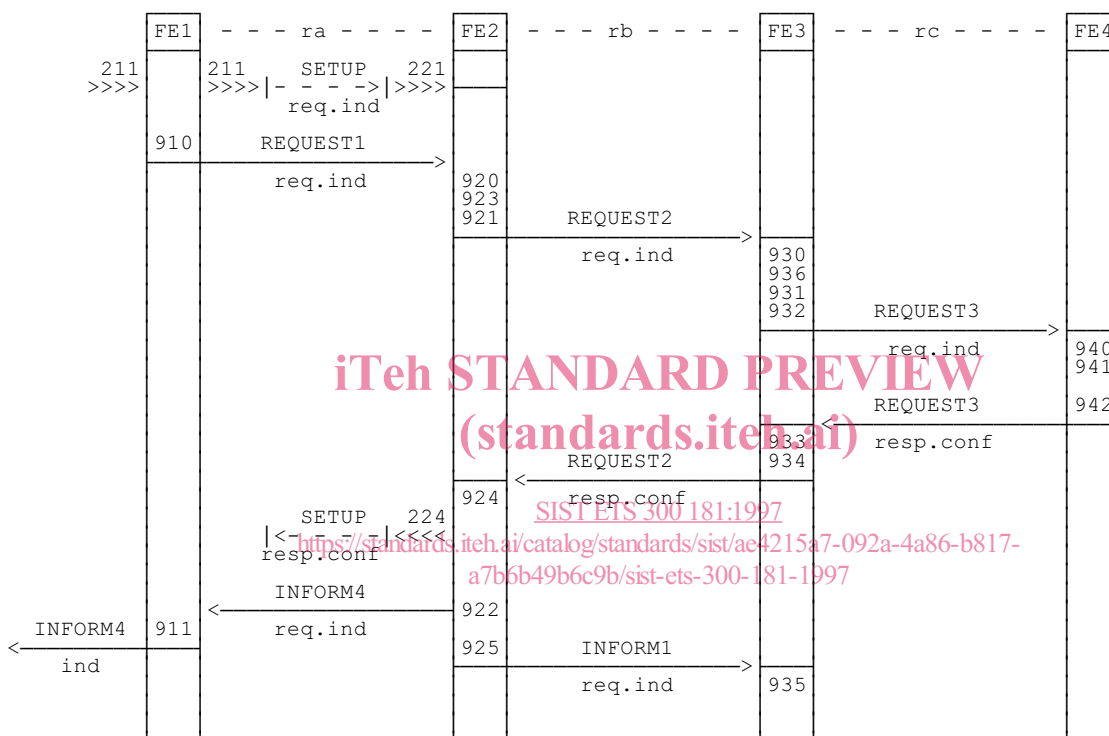 FE1 - - - ra - - - - FE2 - - - rb - - - - FE3 - - - rc - - - - FE4
211 211 SETUP 221
>>>> >>>>|- - - ->|>>>>
req.ind
910 REQUEST1
req.ind
920
923
921 REQUEST2
req.ind
930
936
931
932 REQUEST3
req.ind 940
941
iTeh STANDARD PREVIEW
REQUEST3 942
(standards.iteh.ai)
933 resp.conf
REQUEST2 934
924 resp.conf
SIST ETS 300 181:1997
SETUP 224
|<- - - -|<<<<
https://standards.iteh.ai/catalog/standards/sist/ae4215a7-092a-4a86-b817-
resp.conf
a7b6b49b6c9b/sist-ets-300-181-1997
INFORM4 922
req.ind
INFORM4 911
ind
925 INFORM1
req.ind 935